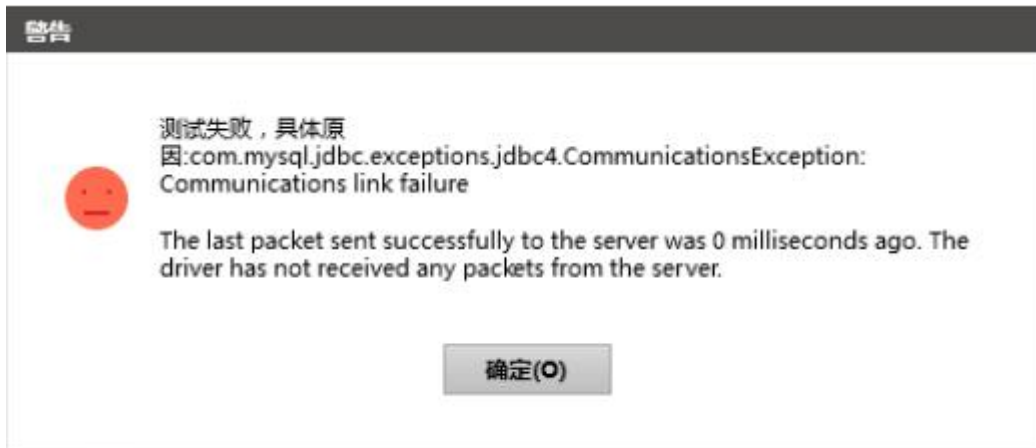 警告
测试失败，具体原
因:com.mysql.jdbc.exceptions.jdbc4.CommunicationsException:
Communications link failure
The last packet sent successfully to the server was 0 milliseconds ago. The
driver has not received any packets from the server.
确定(O)